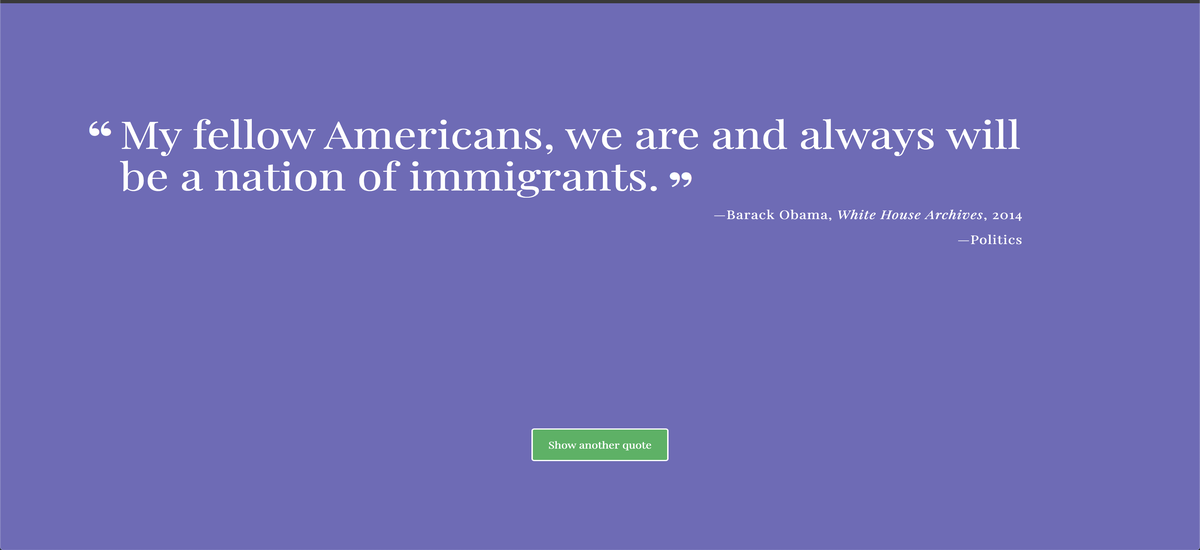 “ My fellow Americans, we are and always will
be a nation of immigrants. ”
—Barack Obama, White House Archives, 2014
—Politics
Show another quote